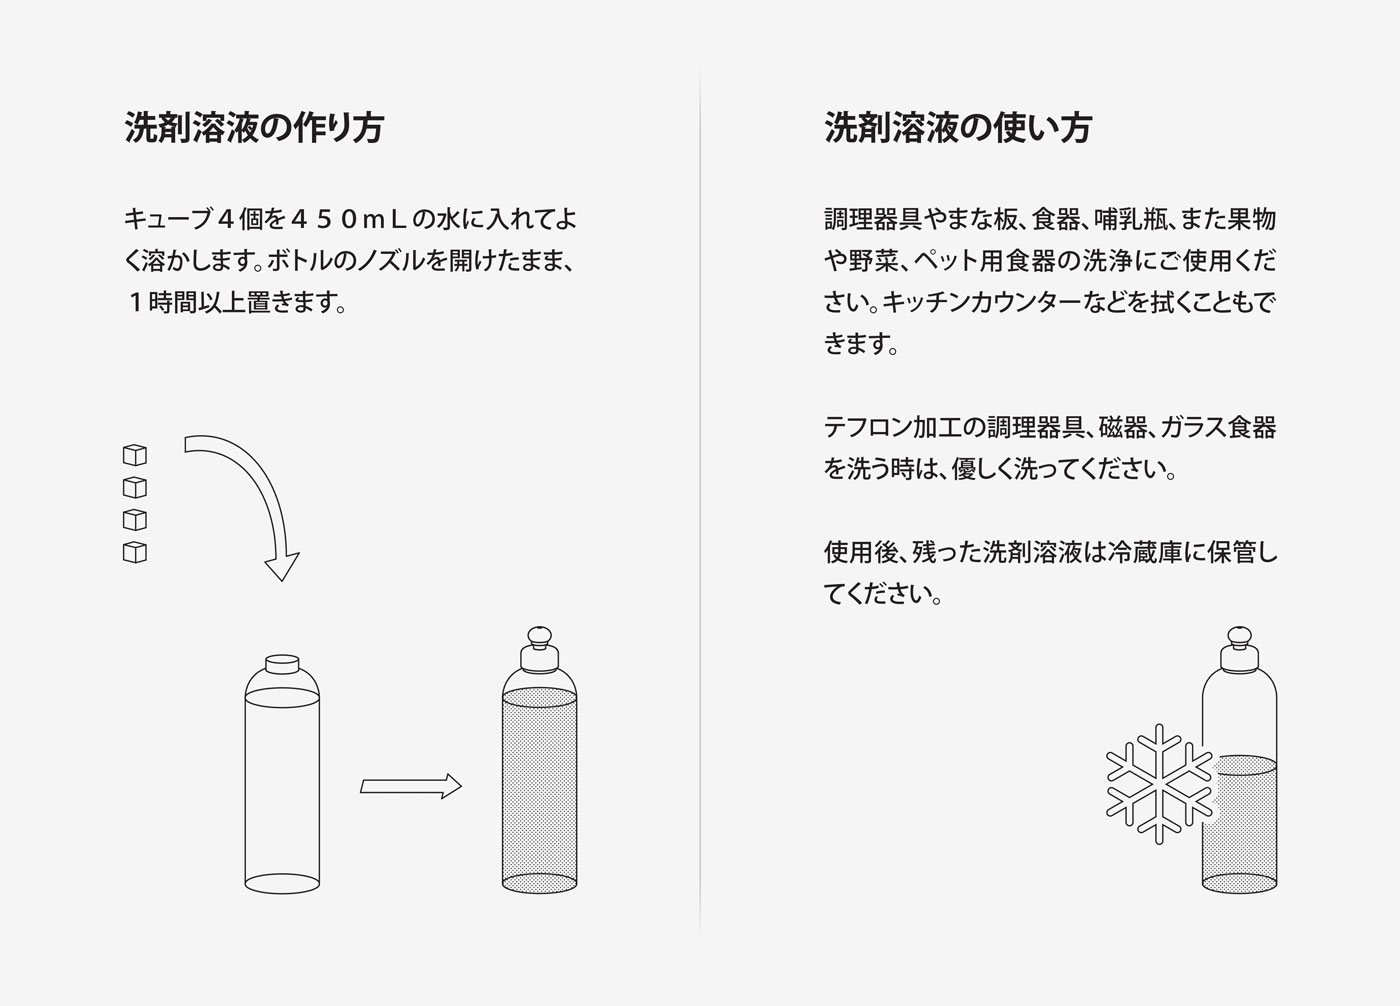 洗剤溶液の作り方
キューブ４個を４５０ｍＬの水に入れてよ
く溶かします。ボトルのノズルを開けたまま、
１時間以上置きます。
洗剤溶液の使い方
調理器具やまな板、食器、哺乳瓶、また果物
や野菜、ペット用食器の洗浄にご使用くだ
さい。キッチンカウンターなどを拭くこともで
きます。
テフロン加工の調理器具、磁器、ガラス食器
を洗う時は、優しく洗ってください。
使用後、残った洗剤溶液は冷蔵庫に保管し
てください。